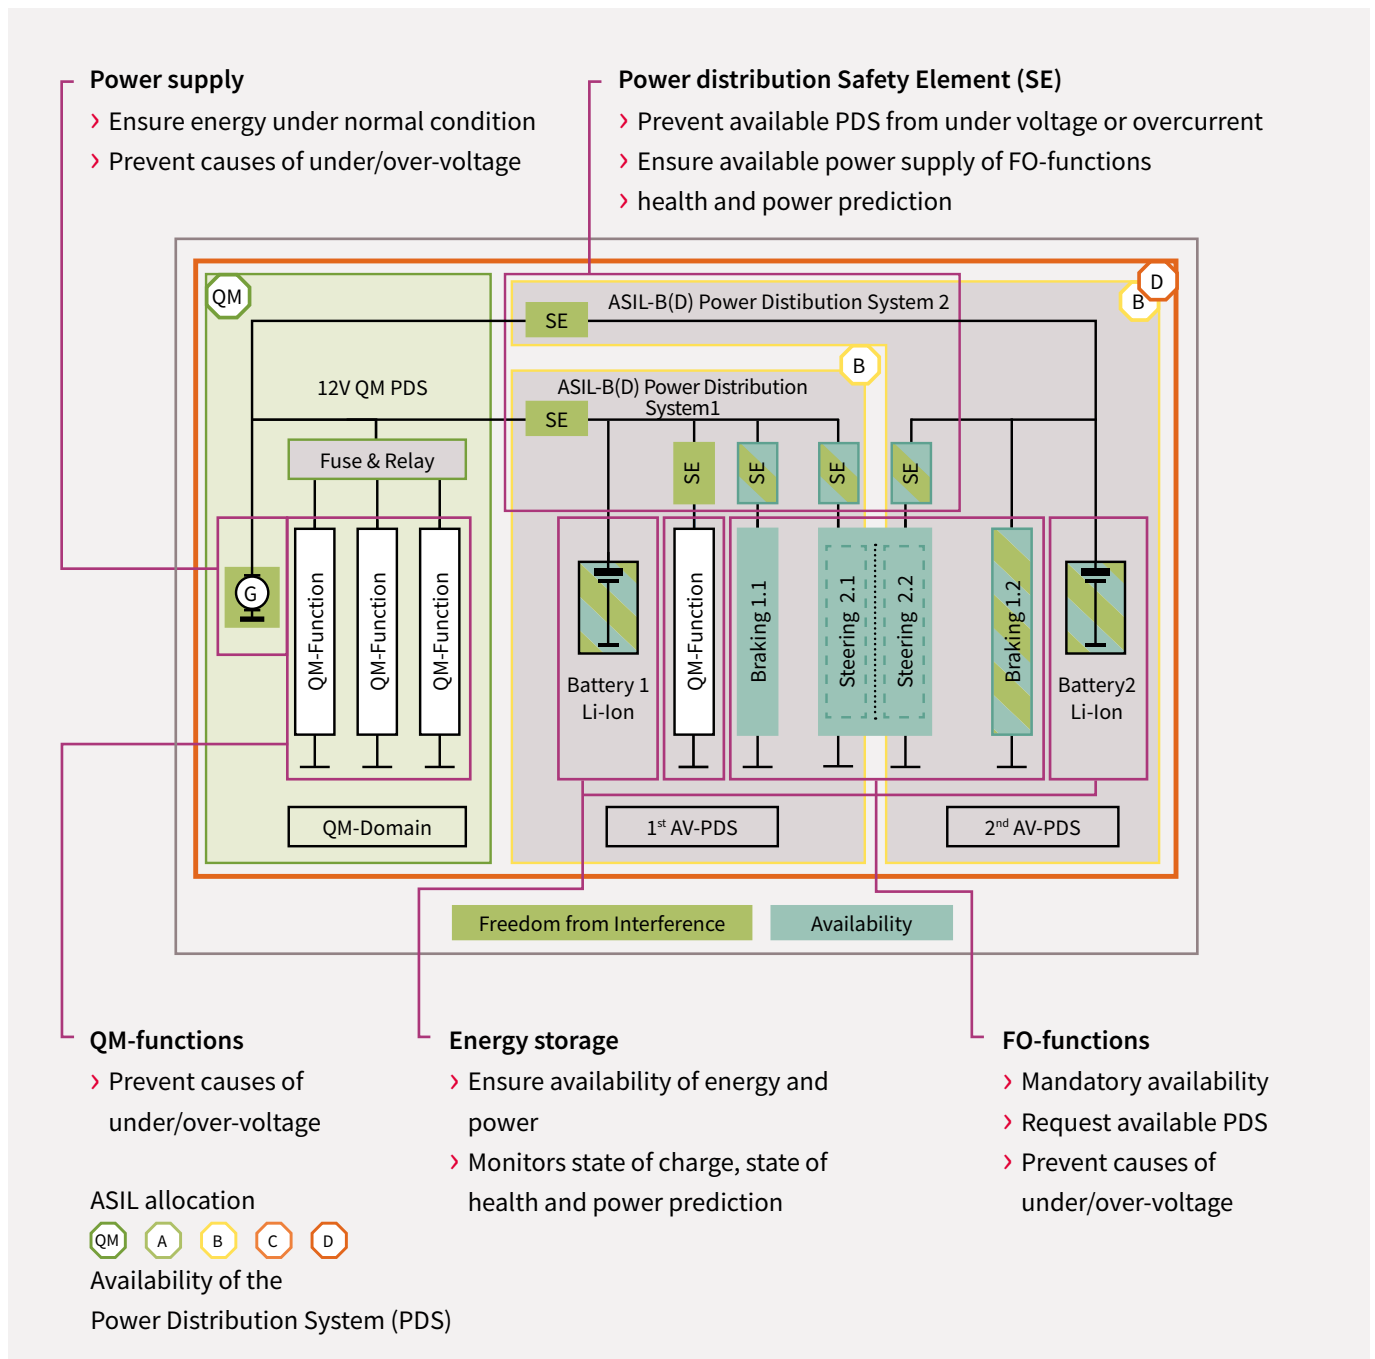 Power supply
› Ensure energy under normal condition
› Prevent causes of under/over-voltage
Power distribution Safety Element (SE)
› Prevent available PDS from under voltage or overcurrent
› Ensure available power supply of FO-functions
› health and power prediction
QM
D
B
SE
ASIL-B(D) Power Distibution System 2
B
12V QM PDS
ASIL-B(D) Power Distribution
System1
SE
Fuse & Relay
SE
SE
SE
SE
G
QM-Function
QM-Function
QM-Function
QM-Function
Braking 1.1
Steering 2.1
Steering 2.2
Braking 1.2
Battery 1
Li-Ion
Battery2
Li-Ion
QM-Domain
1st AV-PDS
2nd AV-PDS
Freedom from Interference
Availability
QM-functions
› Prevent causes of
under/over-voltage
Energy storage
› Ensure availability of energy and
power
› Monitors state of charge, state of
health and power prediction
FO-functions
› Mandatory availability
› Request available PDS
› Prevent causes of
under/over-voltage
ASIL allocation
QM A B C D
Availability of the
Power Distribution System (PDS)